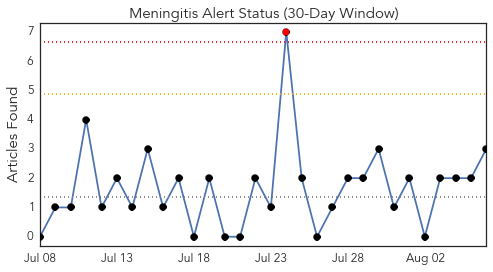 Meningitis Alert Status (30-Day Window)
Articles Found
7
6
5
4
3
2
1
0
Jul 08 Jul 13 Jul 18 Jul 23 Jul 28 Aug 02